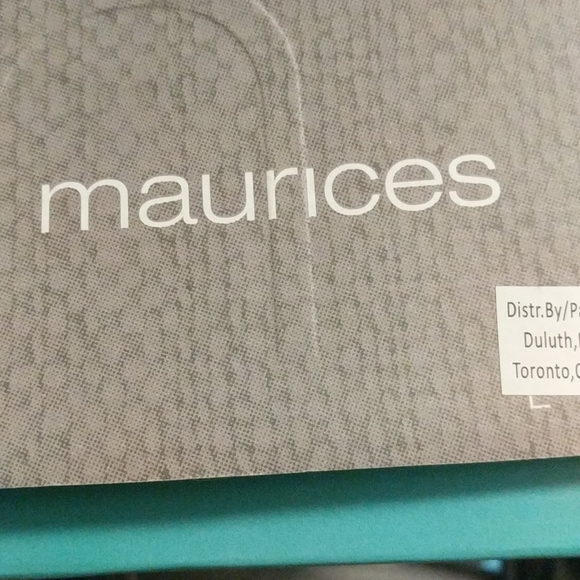 maurices
Distr.By/Pa
Duluth,
Toronto,
L